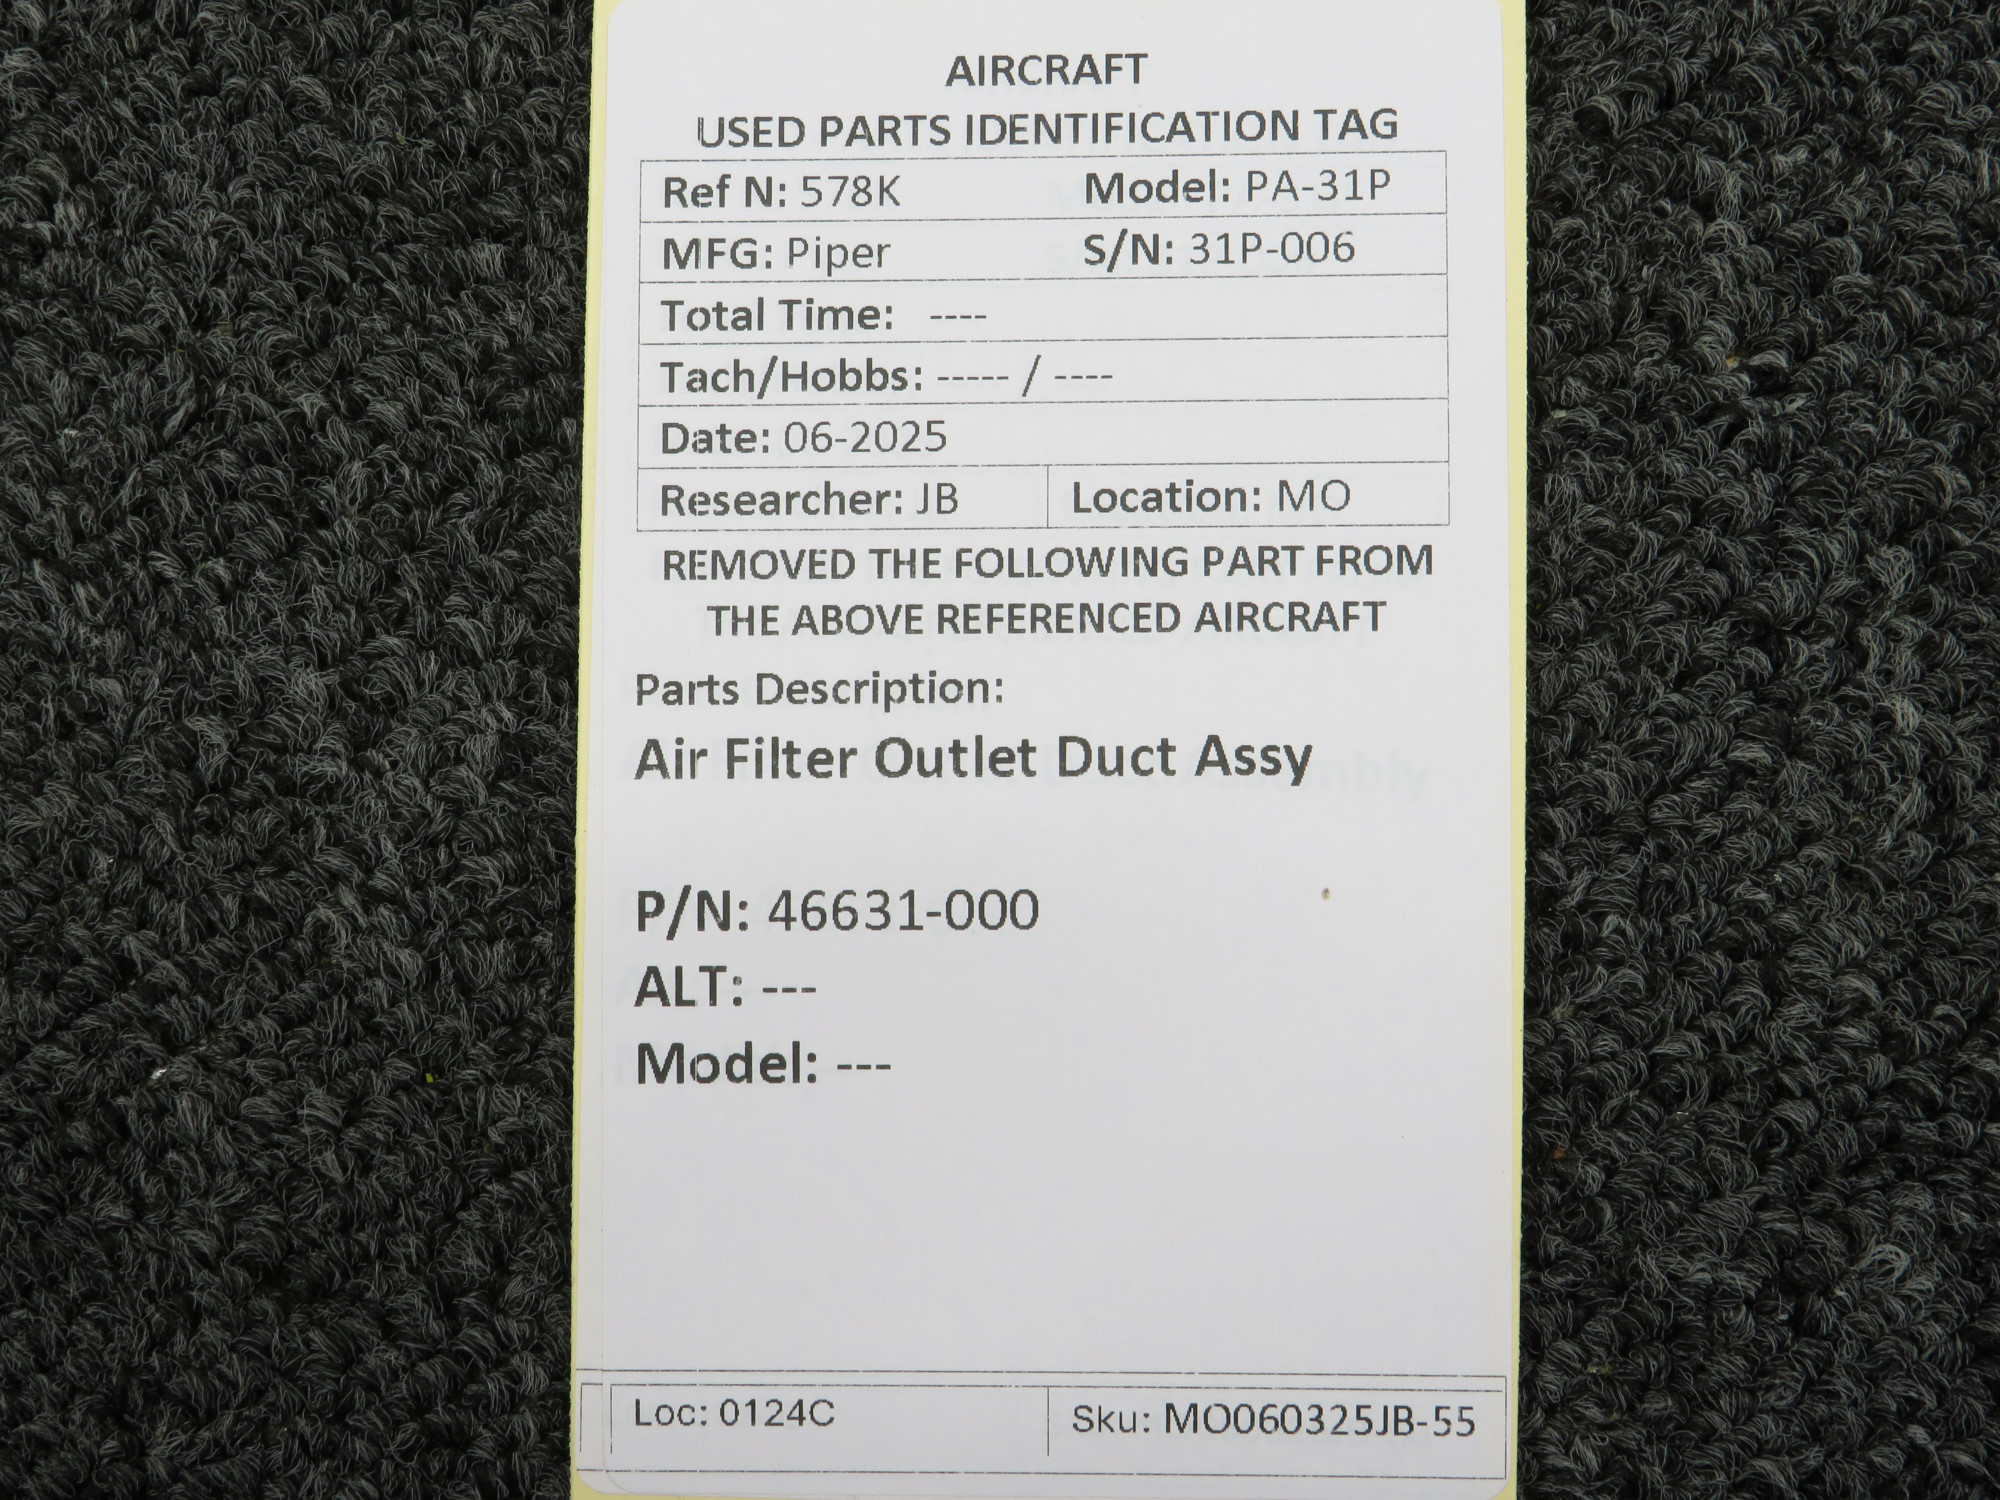 AIRCRAFT
USED PARTS IDENTIFICATION TAG
Ref N: 578K Model: PA-31P
MFG: Piper S/N: 31P-006
Total Time: ----
Tach/Hobbs: ----- / ----
Date: 06-2025
Researcher: JB Location: MO
REMOVED THE FOLLOWING PART FROM
THE ABOVE REFERENCED AIRCRAFT
Parts Description:
Air Filter Outlet Duct Assy
P/N: 46631-000
ALT: ---
Model: ---
Loc: 0124C Sku: MO060325JB-55